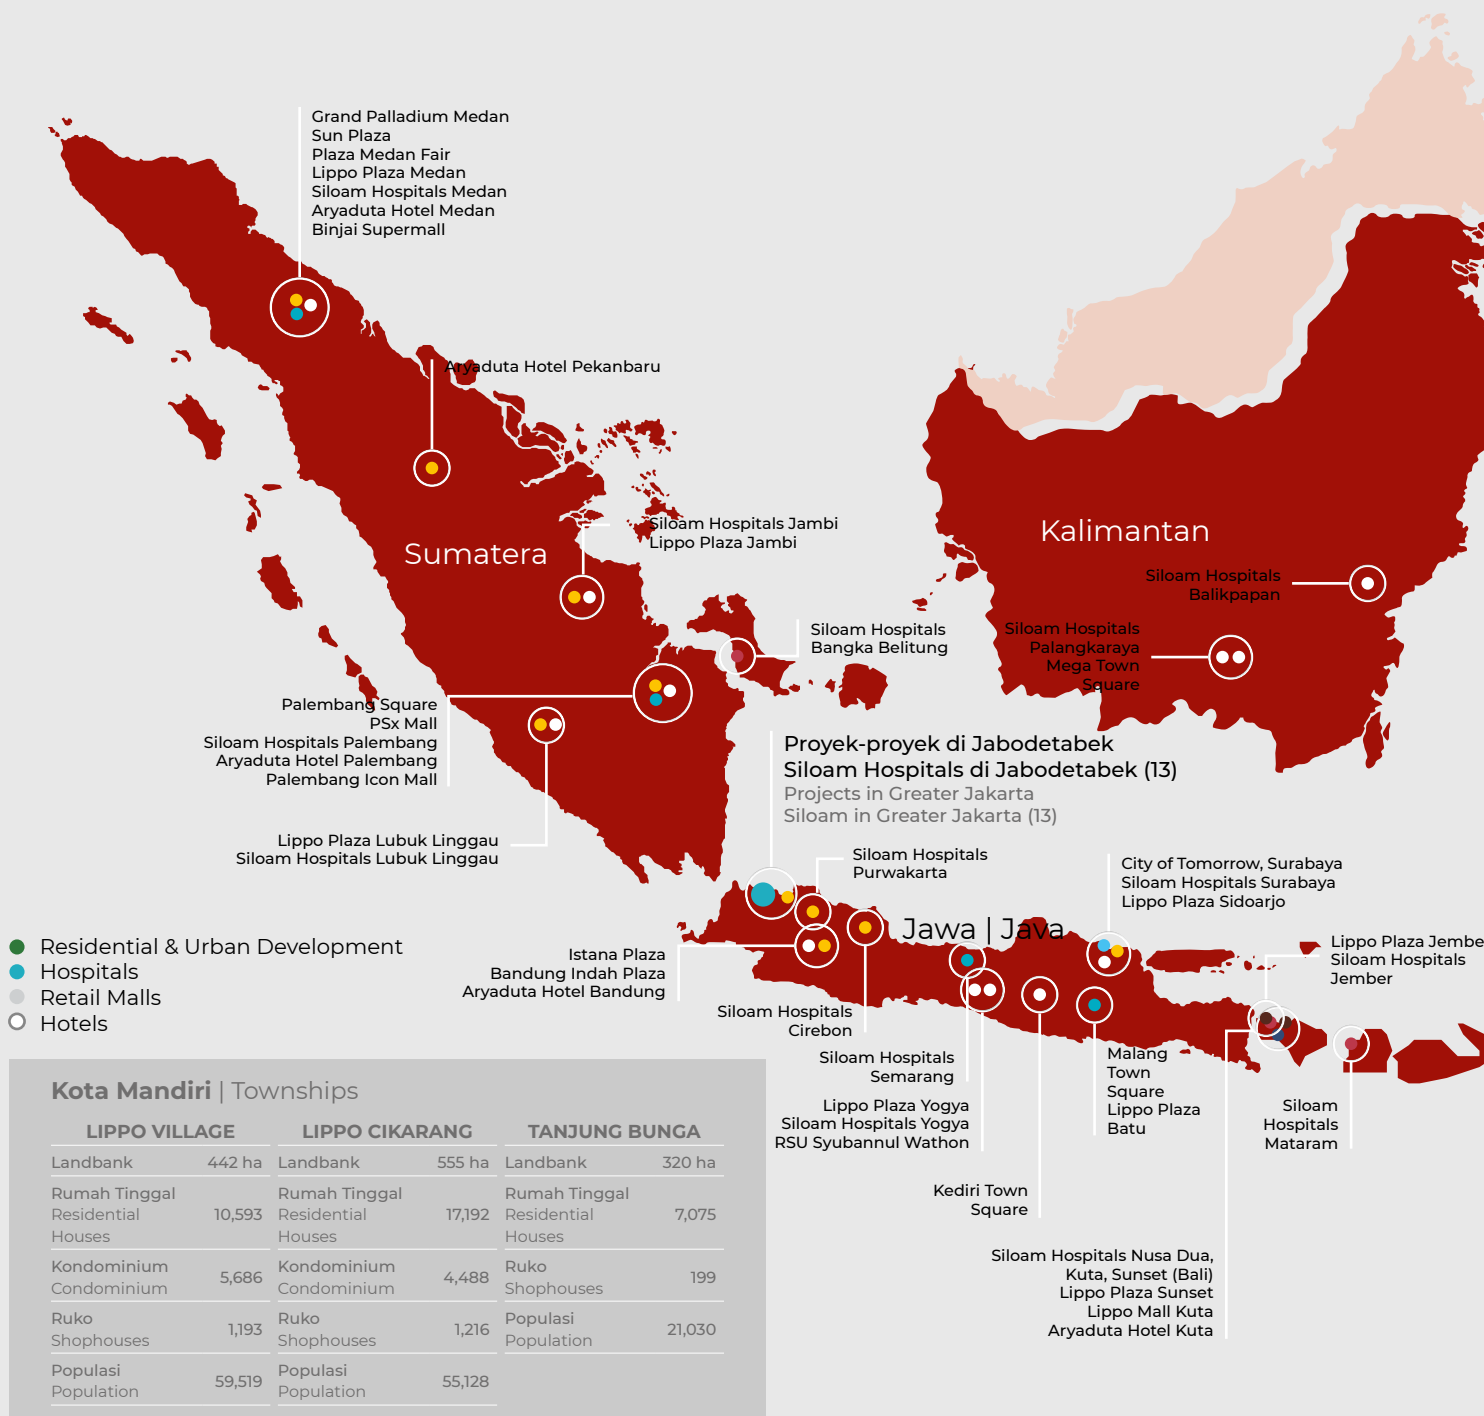 Grand Palladium Medan
Sun Plaza
Plaza Medan Fair
Lippo Plaza Medan
Siloam Hospitals Medan
Aryaduta Hotel Medan
Binjai Supermall
Aryaduta Hotel Pekanbaru
Siloam Hospitals Jambi
Lippo Plaza Jambi
Sumatera
Kalimantan
Siloam Hospitals
Balikpapan
Siloam Hospitals
Bangka Belitung
Siloam Hospitals
Palangkaraya
Mega Town
Square
Palembang Square
PSx Mall
Siloam Hospitals Palembang
Aryaduta Hotel Palembang
Palembang Icon Mall
Proyek-proyek di Jabodetabek
Siloam Hospitals di Jabodetabek (13)
Projects in Greater Jakarta
Siloam in Greater Jakarta (13)
Lippo Plaza Lubuk Linggau
Siloam Hospitals Lubuk Linggau
Siloam Hospitals
Purwakarta
City of Tomorrow, Surabaya
Siloam Hospitals Surabaya
Lippo Plaza Sidoarjo
Jawa | Java
Residential & Urban Development
Hospitals
Retail Malls
Hotels
Istana Plaza
Bandung Indah Plaza
Aryaduta Hotel Bandung
Lippo Plaza Jembe
Siloam Hospitals
Jember
Siloam Hospitals
Cirebon
Siloam Hospitals
Semarang
Malang
Town
Square
Lippo Plaza
Batu
Lippo Plaza Yogya
Siloam Hospitals Yogya
RSU Syubannul Wathon
Siloam
Hospitals
Mataram
Kediri Town
Square
Siloam Hospitals Nusa Dua,
Kuta, Sunset (Bali)
Lippo Plaza Sunset
Lippo Mall Kuta
Aryaduta Hotel Kuta
Kota Mandiri | Townships
LIPPO VILLAGE
Landbank 442 ha
Rumah Tinggal
Residential 10,593
Houses
Kondominium
Condominium 5,686
Ruko
Shophouses 1,193
Populasi
Population 59,519
LIPPO CIKARANG
Landbank 555 ha
Rumah Tinggal
Residential 17,192
Houses
Kondominium
Condominium 4,488
Ruko
Shophouses 1,216
Populasi
Population 55,128
TANJUNG BUNGA
Landbank 320 ha
Rumah Tinggal
Residential 7,075
Houses
Ruko
Shophouses 199
Populasi
Population 21,030